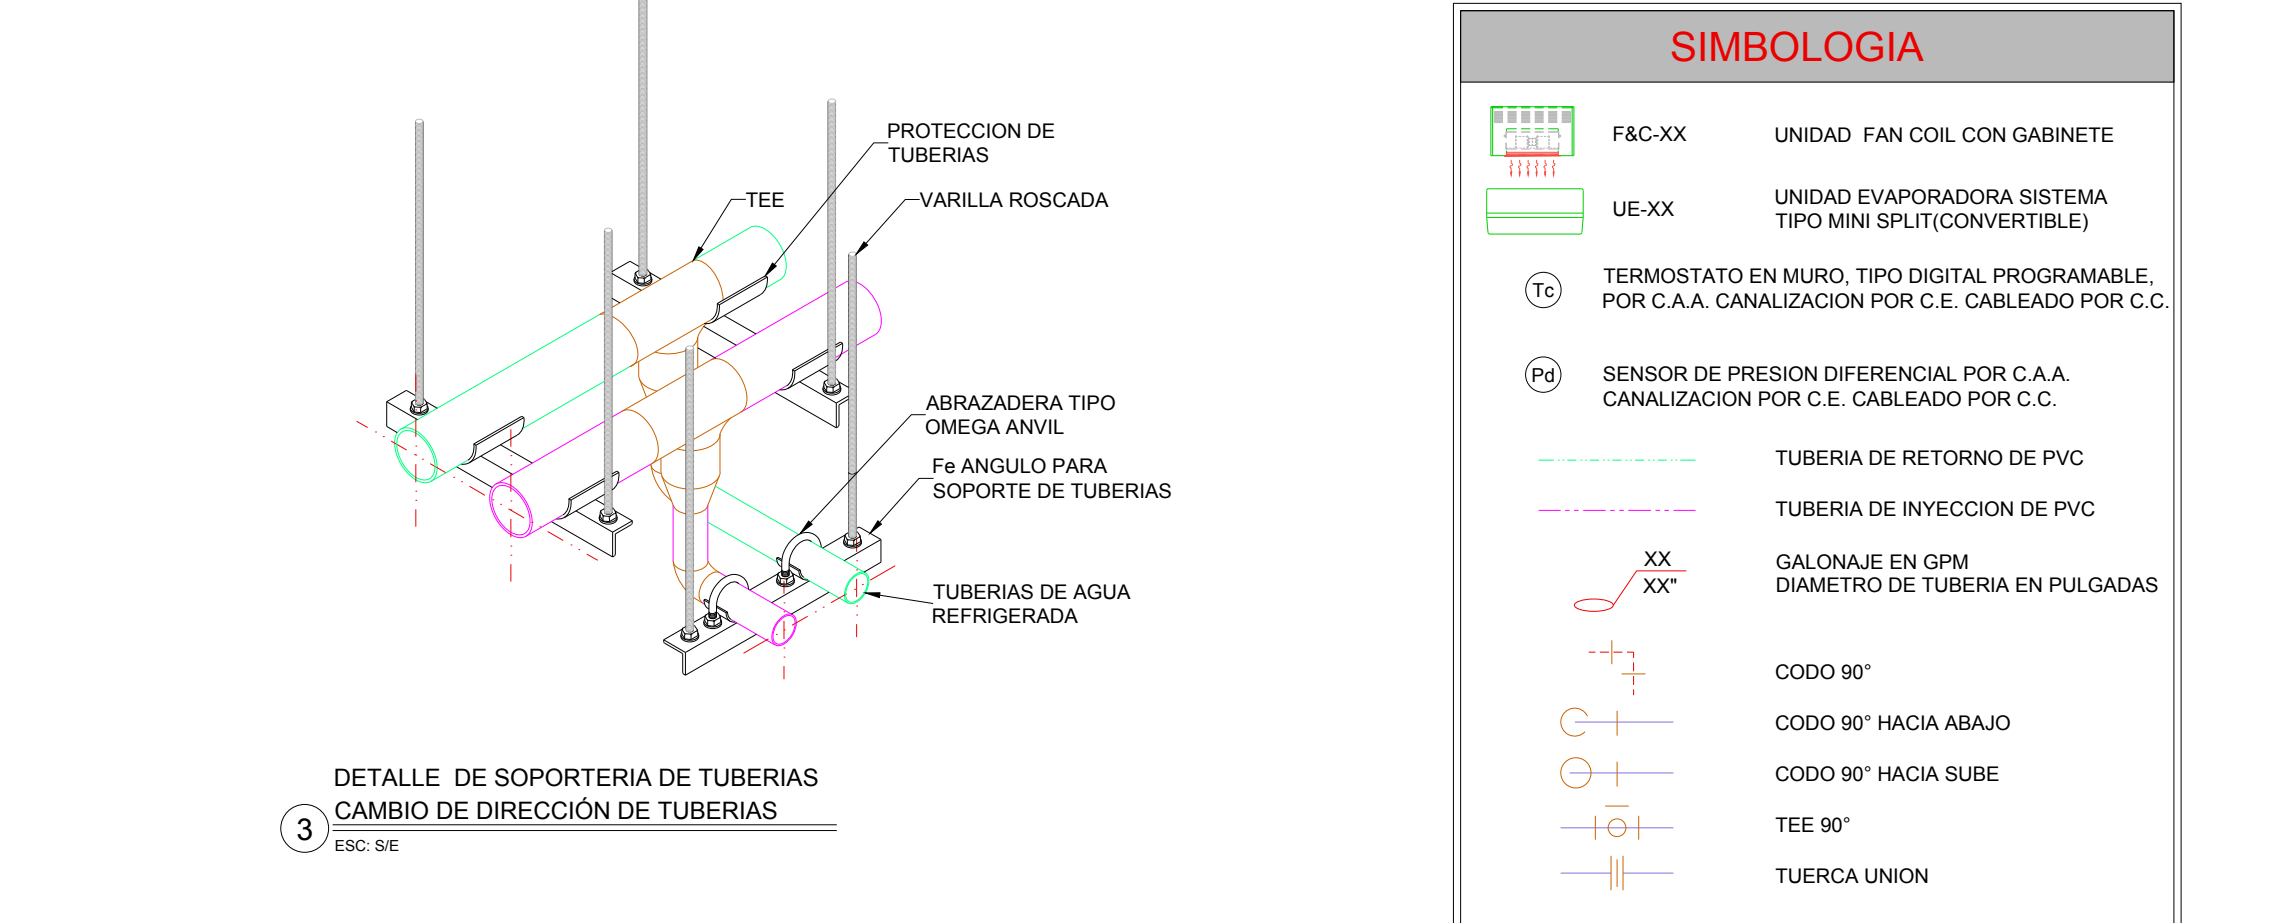 PROTECCION DE
TUBERIAS
TEE
VARILLA ROSCADA
ABRAZADERA TIPO
OMEGA ANVIL
Fe ANGULO PARA
SOPORTE DE TUBERIAS
TUBERIAS DE AGUA
REFRIGERADA
DETALLE DE SOPORTERIA DE TUBERIAS
CAMBIO DE DIRECCIÓN DE TUBERIAS
3
ESC: S/E
SIMBOLOGIA
F&C-XX UNIDAD FAN COIL CON GABINETE
UE-XX UNIDAD EVAPORADORA SISTEMA
TIPO MINI SPLIT(CONVERTIBLE)
Tc TERMOSTATO EN MURO, TIPO DIGITAL PROGRAMABLE,
POR C.A.A. CANALIZACION POR C.E. CABLEADO POR C.C.
Pd SENSOR DE PRESION DIFERENCIAL POR C.A.A.
CANALIZACION POR C.E. CABLEADO POR C.C.
TUBERIA DE RETORNO DE PVC
TUBERIA DE INYECCION DE PVC
XX GALONAJE EN GPM
XX" DIAMETRO DE TUBERIA EN PULGADAS
CODO 90°
CODO 90° HACIA ABAJO
CODO 90° HACIA SUBE
TEE 90°
TUERCA UNION